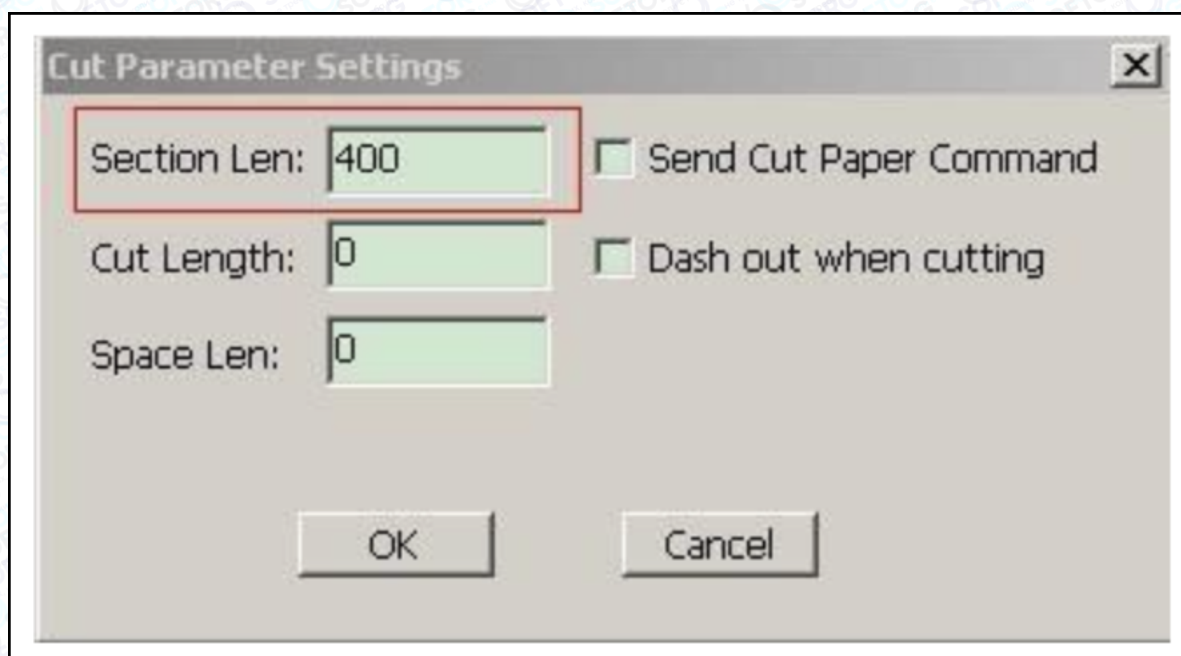 Cut Parameter Settings
Section Len: 400 Send Cut Paper Command
Cut Length: 0 Dash out when cutting
Space Len: 0
OK Cancel